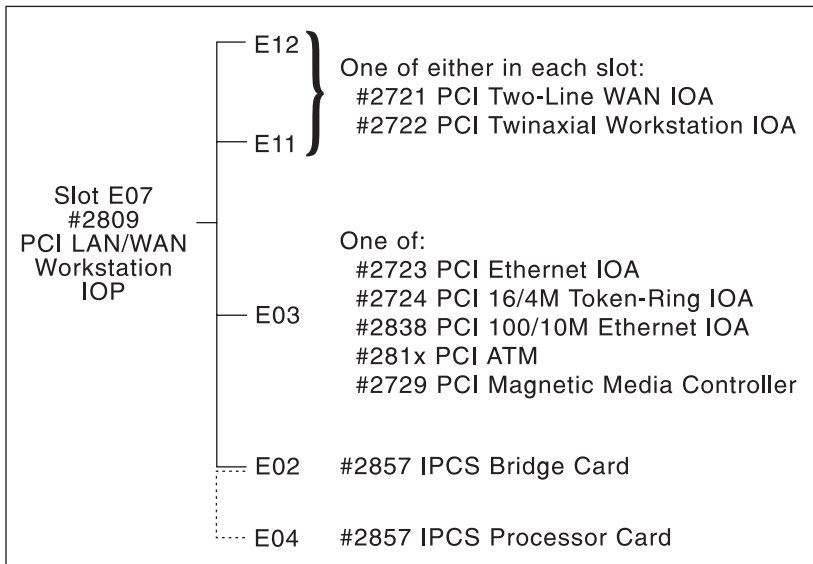 E12
One of either in each slot:
#2721 PCI Two-Line WAN IOA
#2722 PCI Twinaxial Workstation IOA
E11
Slot E07
#2809
PCI LAN/WAN
Workstation
IOP
One of:
#2723 PCI Ethernet IOA
#2724 PCI 16/4M Token-Ring IOA
E03
#2838 PCI 100/10M Ethernet IOA
#281x PCI ATM
#2729 PCI Magnetic Media Controller
E02 #2857 IPCS Bridge Card
E04 #2857 IPCS Processor Card